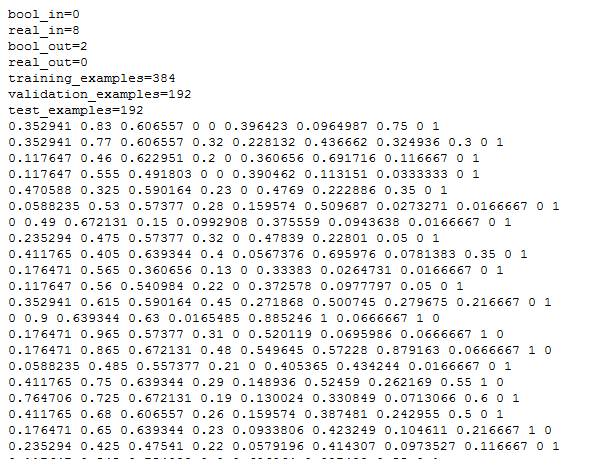 bool_in=0
real_in=8
bool_out=2
real_out=0
training_examples=384
validation_examples=192
test_examples=192
0.352941 0.83 0.606557 0 0 0.396423 0.0964987 0.75 0 1
0.352941 0.77 0.606557 0.32 0.228132 0.436662 0.324936 0.3 0 1
0.117647 0.46 0.622951 0.2 0 0.360656 0.691716 0.116667 0 1
0.117647 0.555 0.491803 0 0 0.390462 0.113151 0.0333333 0 1
0.470588 0.325 0.590164 0.23 0 0.4769 0.222886 0.35 0 1
0.0588235 0.53 0.57377 0.28 0.159574 0.509687 0.0273271 0.0166667 0 1
0 0.49 0.672131 0.15 0.0992908 0.375559 0.0943638 0.0166667 0 1
0.235294 0.475 0.57377 0.32 0 0.47839 0.22801 0.05 0 1
0.411765 0.405 0.639344 0.4 0.0567376 0.695976 0.0781383 0.35 0 1
0.176471 0.565 0.360656 0.13 0 0.33383 0.0264731 0.0166667 0 1
0.117647 0.56 0.540984 0.22 0 0.372578 0.0977797 0.05 0 1
0.352941 0.615 0.590164 0.45 0.271868 0.500745 0.279675 0.216667 0 1
0 0.9 0.639344 0.63 0.0165485 0.885246 1 0.0666667 1 0
0.176471 0.965 0.57377 0.31 0 0.520119 0.0695986 0.0666667 1 0
0.176471 0.865 0.672131 0.48 0.549645 0.57228 0.879163 0.0666667 1 0
0.0588235 0.485 0.557377 0.21 0 0.405365 0.434244 0.0166667 0 1
0.411765 0.75 0.639344 0.29 0.148936 0.52459 0.262169 0.55 1 0
0.764706 0.725 0.672131 0.19 0.130024 0.330849 0.0713066 0.6 0 1
0.411765 0.68 0.606557 0.26 0.159574 0.387481 0.242955 0.5 0 1
0.176471 0.65 0.639344 0.23 0.0933806 0.423249 0.104611 0.216667 1 0
0.235294 0.425 0.47541 0.22 0.0579196 0.414307 0.0973527 0.116667 0 1